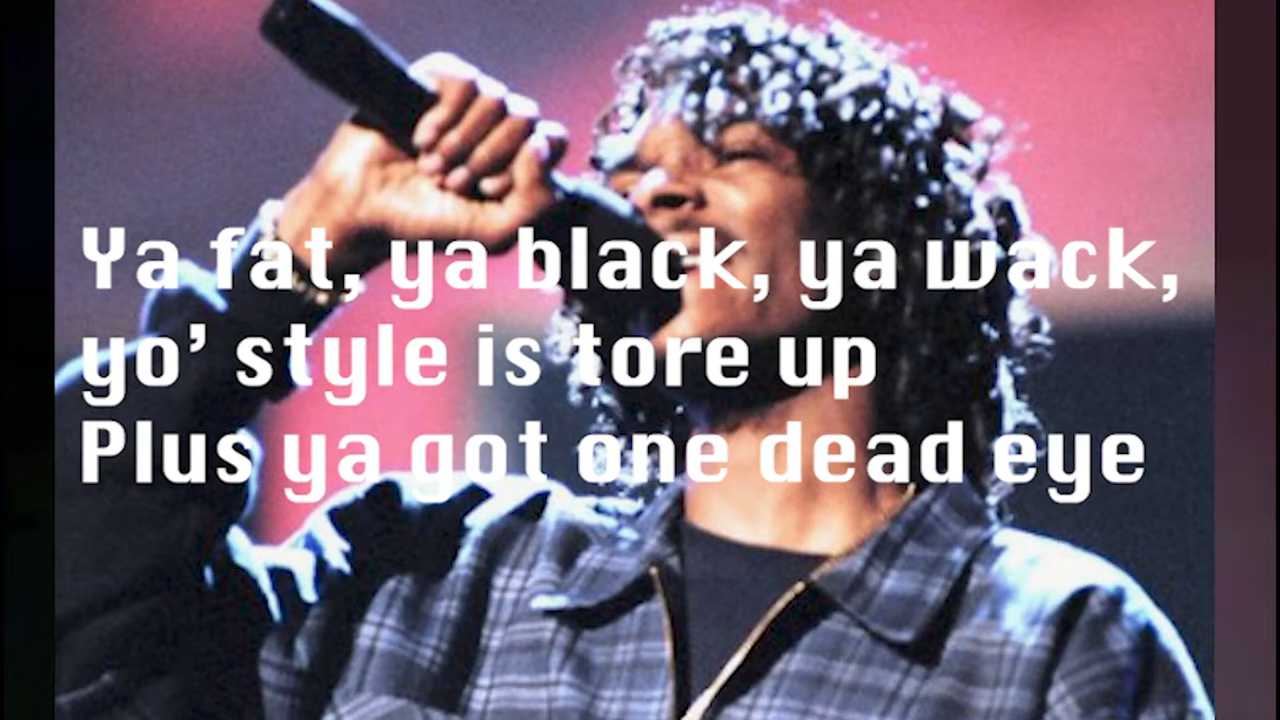 Ya fat, ya black, ya wack,
yo’ style is tore up
Plus ya got one dead eye